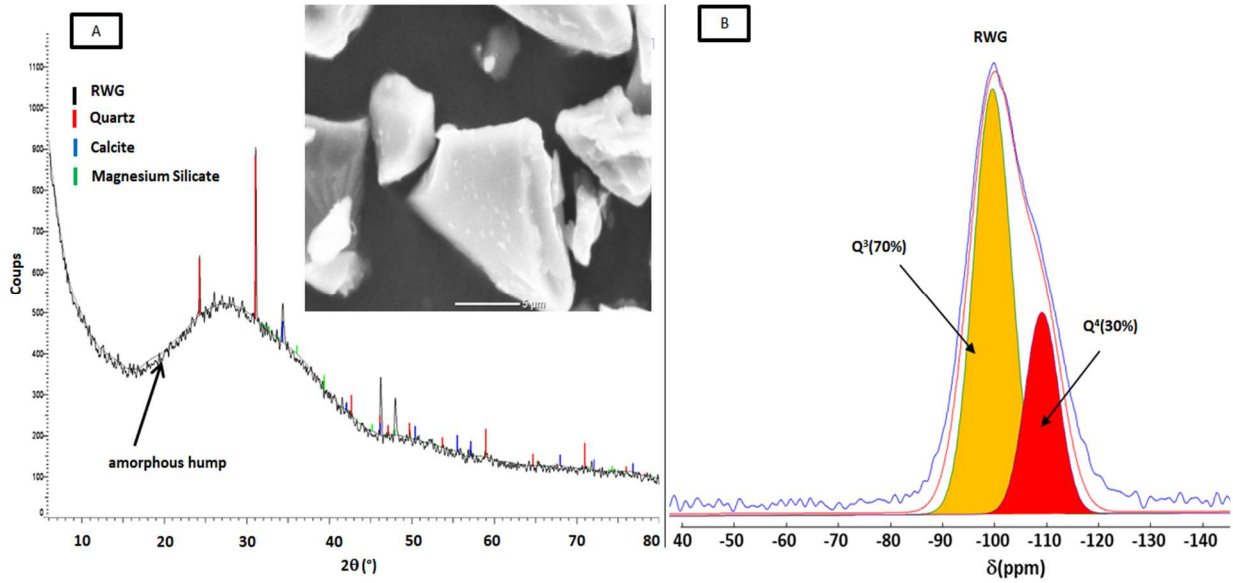 A
RWG
Quartz
Calcite
Magnesium Silicate
Coups
1100
1000
900
800
700
600
500
400
300
200
100
0
amorphous hump
5 µm
10 20 30 40 50 60 70 80
2θ (°)
B
RWG
Q³(70%)
Q⁴(30%)
40 -50 -60 -70 -80 -90 -100 -110 -120 -130 -140
δ(ppm)